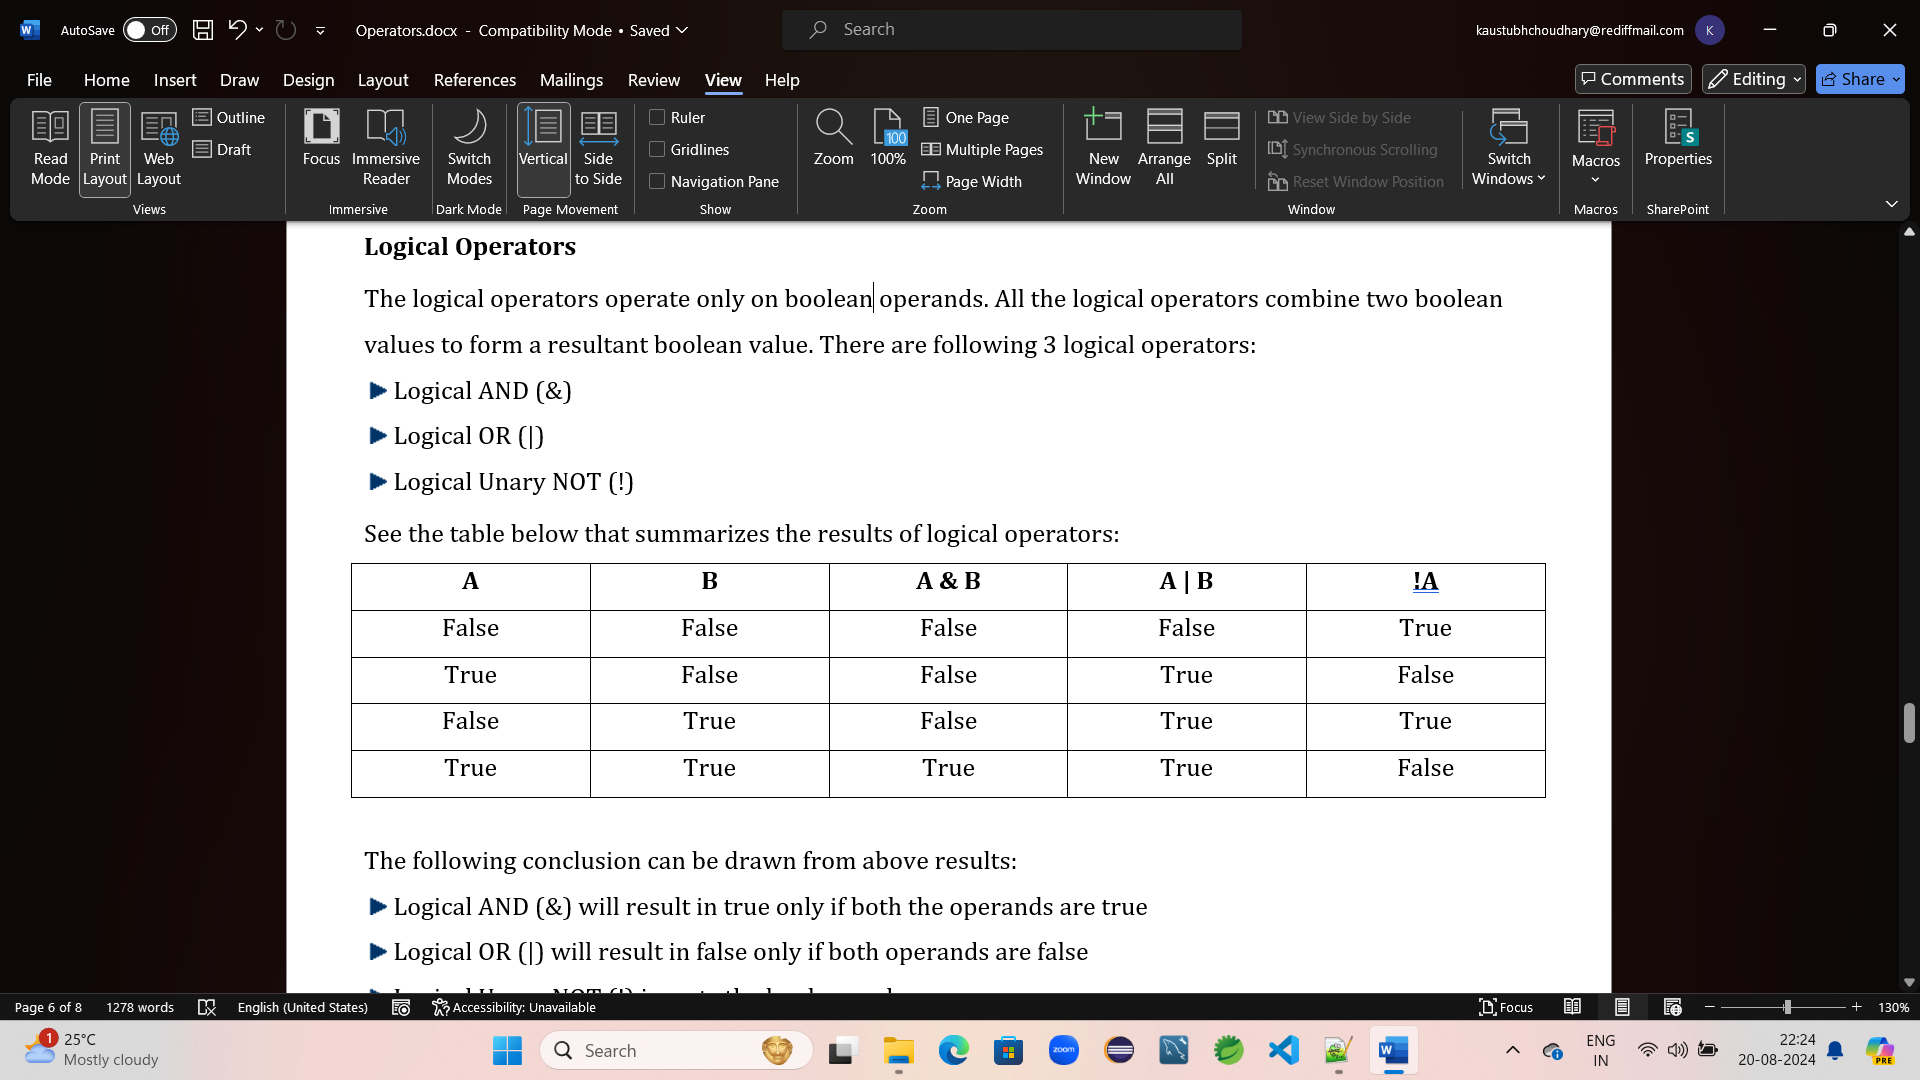 AutoSave Off Operators.docx - Compatibility Mode • Saved Search kaustubhchoudhary@rediffmail.com K
File Home Insert Draw Design Layout References Mailings Review View Help Comments Editing Share
Read Mode Print Layout Web Layout Outline Draft Views
Focus Immersive Reader Immersive
Switch Modes Dark Mode
Vertical Side to Side Page Movement
Ruler Gridlines Navigation Pane Show
Zoom 100 100% One Page Multiple Pages Page Width Zoom
New Window Arrange All Split View Side by Side Synchronous Scrolling Reset Window Position Switch Windows Window
Macros Macros
S Properties SharePoint
Logical Operators
The logical operators operate only on boolean operands. All the logical operators combine two boolean
values to form a resultant boolean value. There are following 3 logical operators:
Logical AND (&)
Logical OR (|)
Logical Unary NOT (!)
See the table below that summarizes the results of logical operators:
A B A & B A | B !A
False False False False True
True False False True False
False True False True True
True True True True False
The following conclusion can be drawn from above results:
Logical AND (&) will result in true only if both the operands are true
Logical OR (|) will result in false only if both operands are false
Page 6 of 8 1278 words English (United States) Accessibility: Unavailable Focus 130%
1 25°C Mostly cloudy Search zoom W PRE ENG IN 22:24 20-08-2024